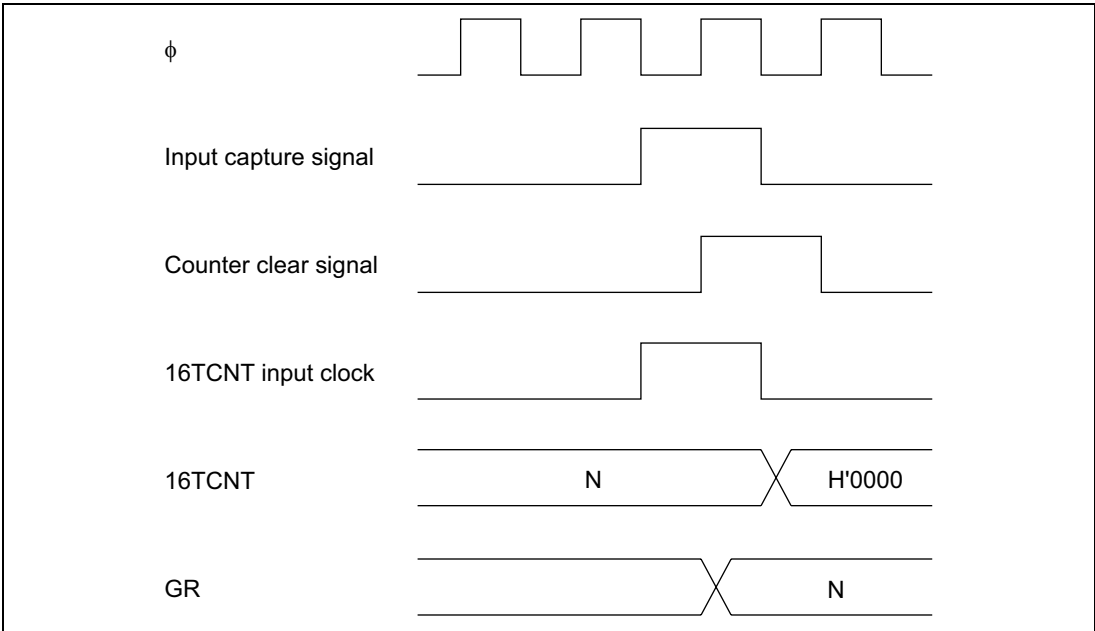 ϕ
Input capture signal
Counter clear signal
16TCNT input clock
16TCNT N H'0000
GR N